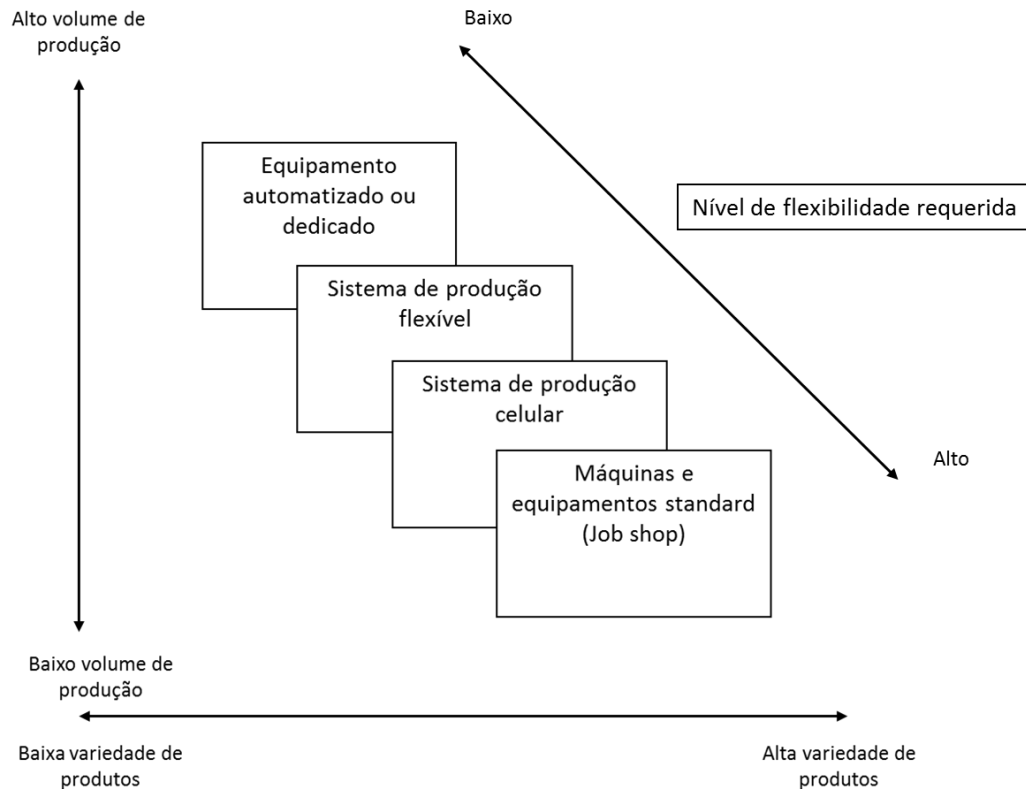 Alto volume de
produção
Baixo
Equipamento
automatizado ou
dedicado
Nível de flexibilidade requerida
Sistema de produção
flexível
Sistema de produção
celular
Alto
Máquinas e
equipamentos standard
(Job shop)
Baixo volume de
produção
Baixa variedade de
produtos
Alta variedade de
produtos